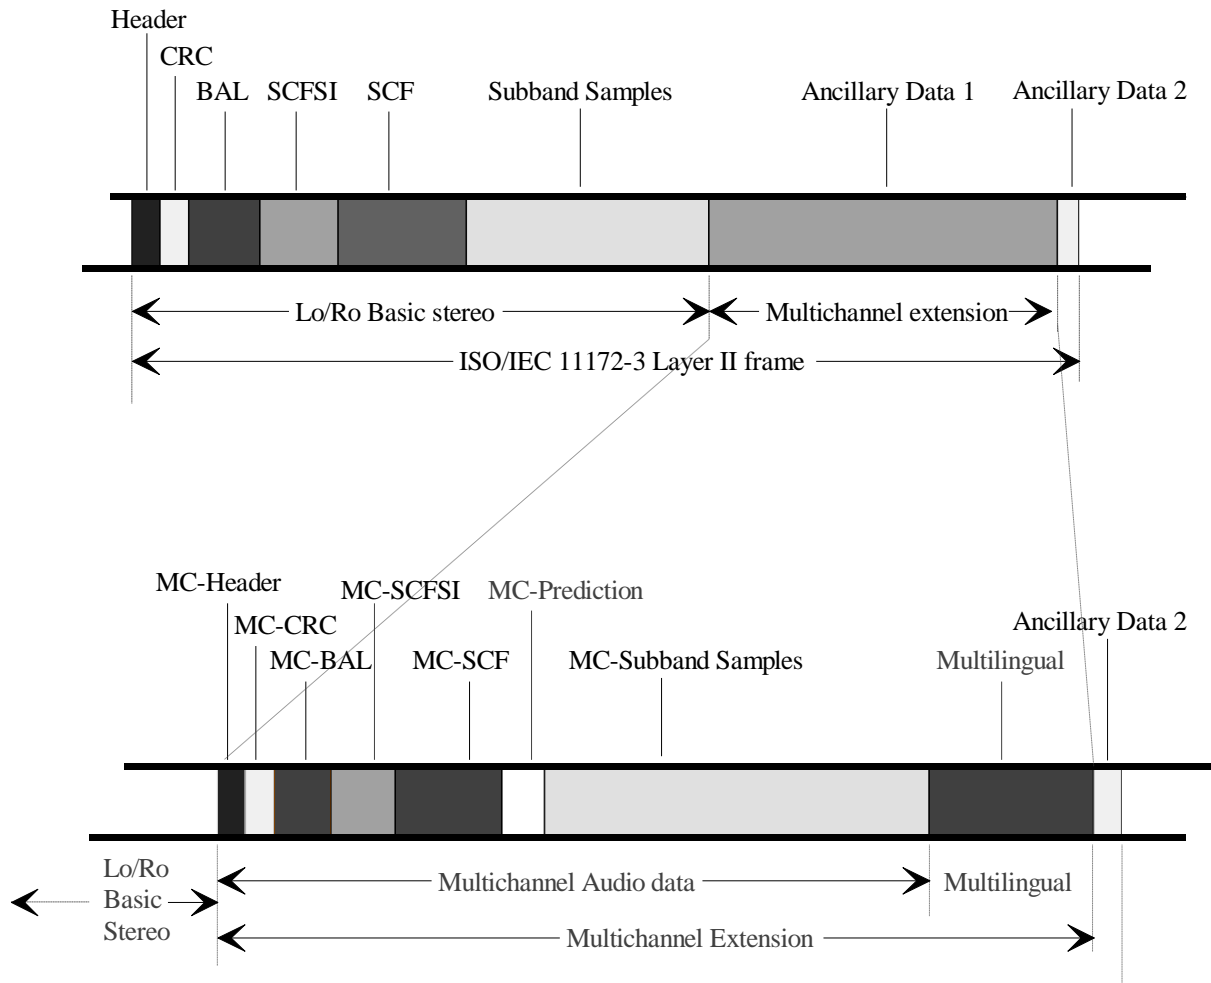 Header
CRC
BAL
SCFSI
SCF
Subband Samples
Ancillary Data 1
Ancillary Data 2
Lo/Ro Basic stereo
Multichannel extension
ISO/IEC 11172-3 Layer II frame
MC-Header
MC-SCFSI
MC-Prediction
MC-CRC
Ancillary Data 2
MC-BAL
MC-SCF
MC-Subband Samples
Multilingual
Lo/Ro
Basic
Stereo
Multichannel Audio data
Multilingual
Multichannel Extension